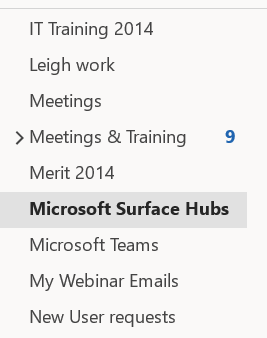 IT Training 2014
Leigh work
Meetings
Meetings & Training 9
Merit 2014
Microsoft Surface Hubs
Microsoft Teams
My Webinar Emails
New User requests